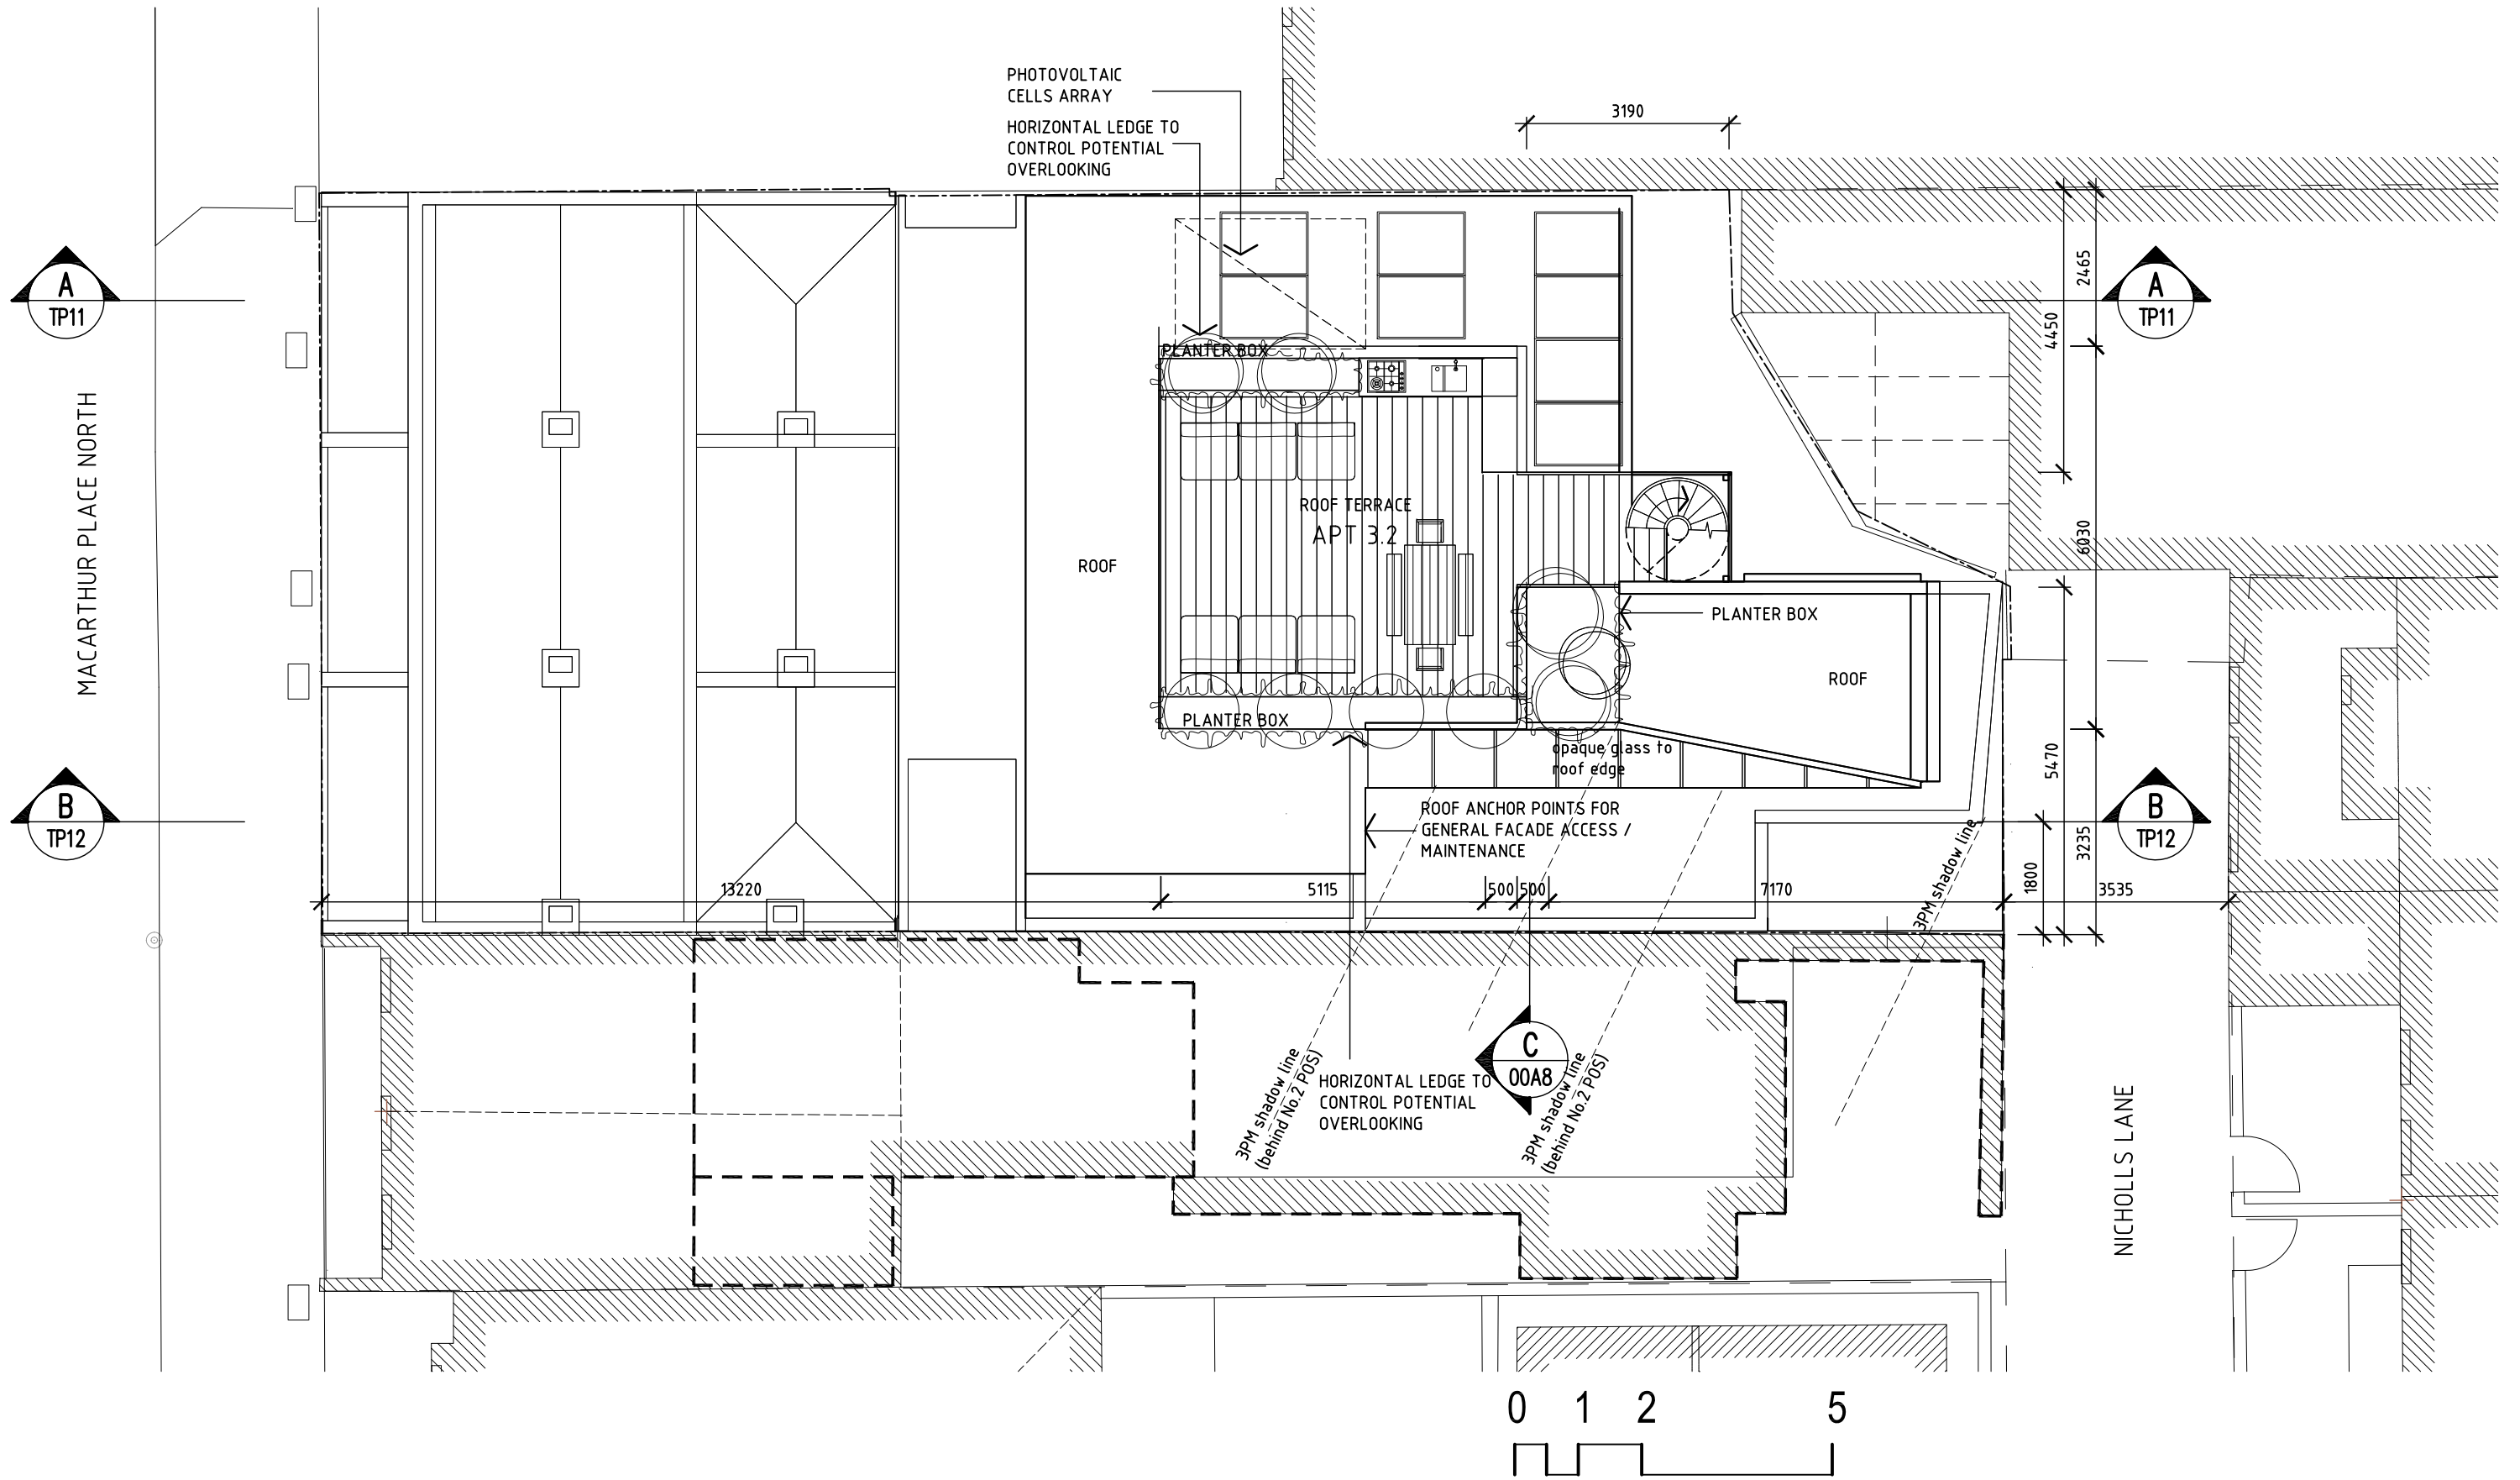 PHOTOVOLTAIC
CELLS ARRAY
HORIZONTAL LEDGE TO
CONTROL POTENTIAL
OVERLOOKING
3190
A
TP11
A
TP11
2465
4450
PLANTER BOX
MACARTHUR PLACE NORTH
ROOF TERRACE
APT 3.2
ROOF
6030
PLANTER BOX
ROOF
PLANTER BOX
opaque glass to
roof edge
5470
B
TP12
B
TP12
ROOF ANCHOR POINTS FOR
GENERAL FACADE ACCESS /
MAINTENANCE
3PM shadow line
3235
1800
13220
5115
500
500
7170
3535
C
00A8
3PM shadow line
(behind No.2 POS)
HORIZONTAL LEDGE TO
CONTROL POTENTIAL
OVERLOOKING
3PM shadow line
(behind No.2 POS)
NICHOLLS LANE
0 1 2 5